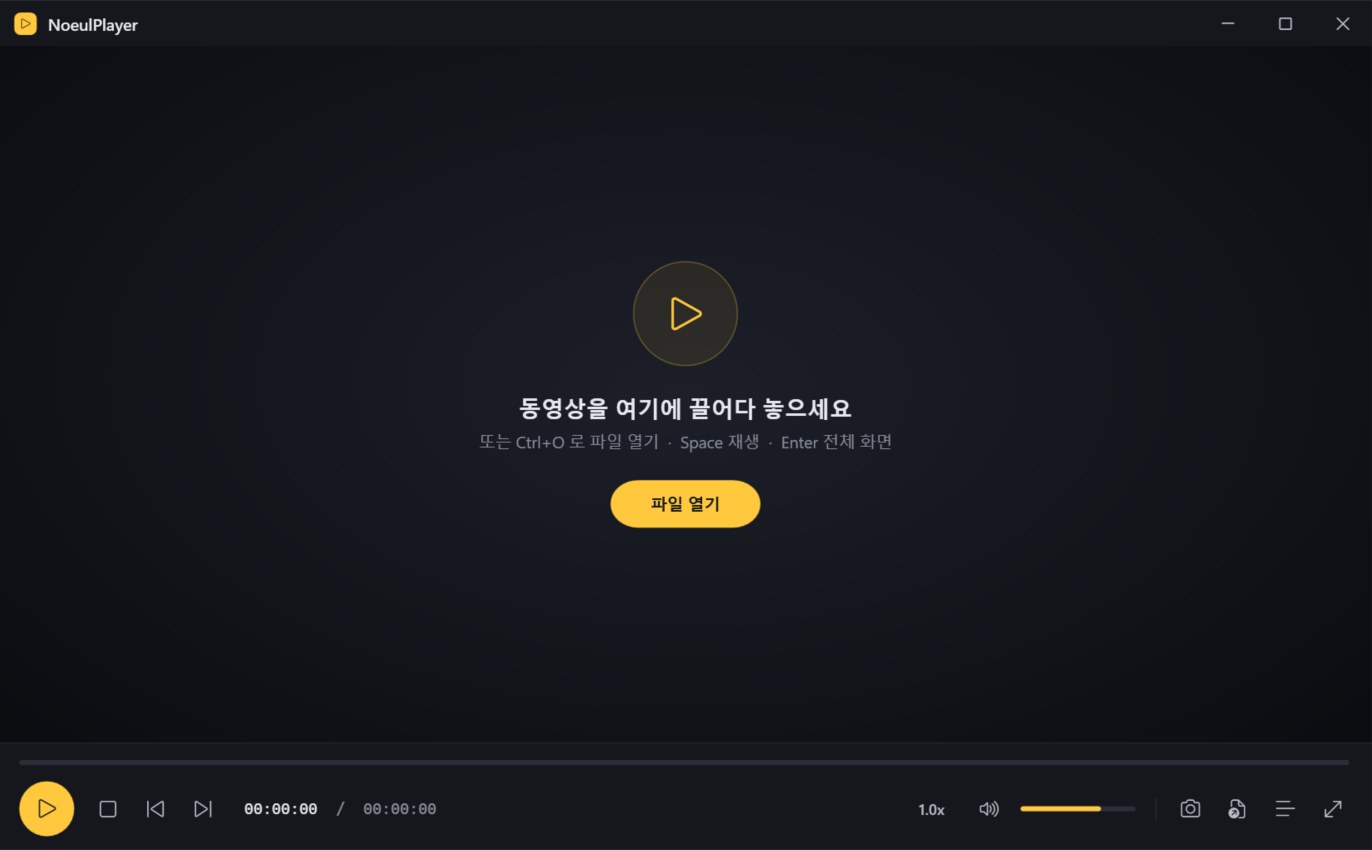 NoeulPlayer
동영상을 여기에 끌어다 놓으세요
또는 Ctrl+O 로 파일 열기 · Space 재생 · Enter 전체 화면
파일 열기
00:00:00 / 00:00:00 1.0x